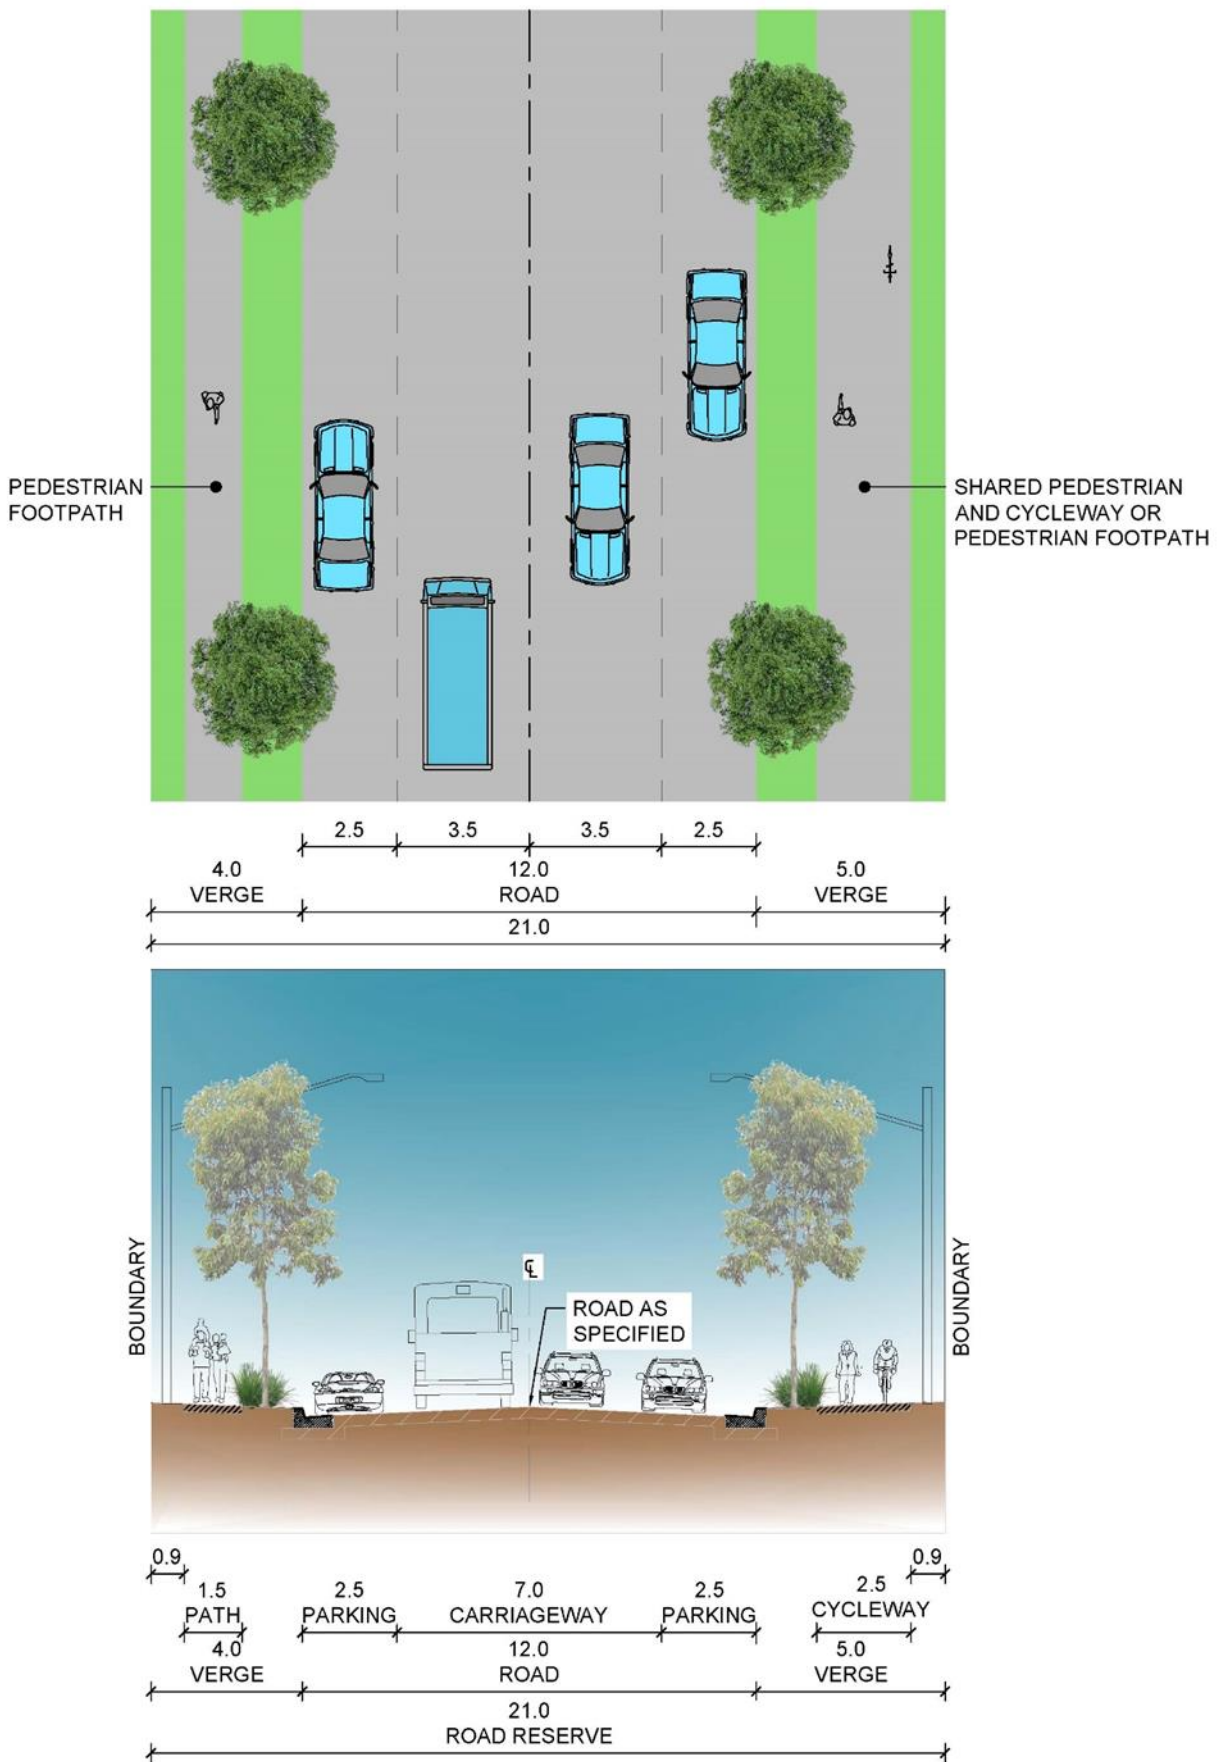 PEDESTRIAN
FOOTPATH
SHARED PEDESTRIAN
AND CYCLEWAY OR
PEDESTRIAN FOOTPATH
2.5
3.5
3.5
2.5
4.0
VERGE
12.0
ROAD
5.0
VERGE
21.0
BOUNDARY
BOUNDARY
℄
ROAD AS
SPECIFIED
0.9
0.9
1.5
PATH
2.5
PARKING
7.0
CARRIAGEWAY
2.5
PARKING
2.5
CYCLEWAY
4.0
VERGE
12.0
ROAD
5.0
VERGE
21.0
ROAD RESERVE